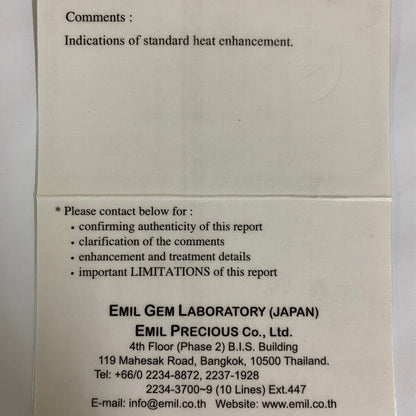 Comments :
Indications of standard heat enhancement.
* Please contact below for :
• confirming authenticity of this report
• clarification of the comments
• enhancement and treatment details
• important LIMITATIONS of this report
EMIL GEM LABORATORY (JAPAN)
EMIL PRECIOUS CO., LTD.
4th Floor (Phase 2) B.I.S. Building
119 Mahesak Road, Bangkok, 10500 Thailand.
Tel: +66/0 2234-8872, 2237-1928
2234-3700~9 (10 Lines) Ext.447
E-mail: info@emil.co.th Website: www.emil.co.th